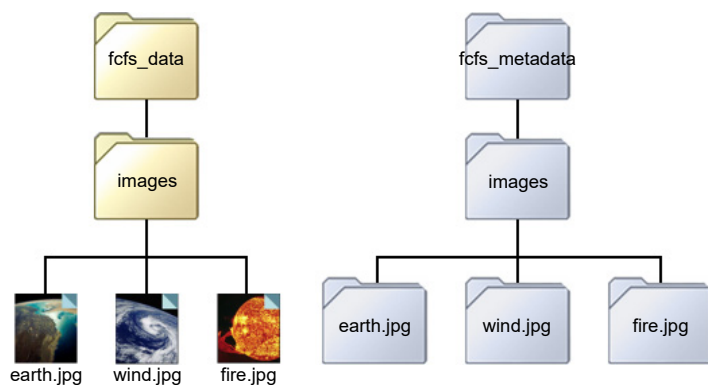 fcfs_data
fcfs_metadata
images
images
earth.jpg
wind.jpg
fire.jpg
earth.jpg
wind.jpg
fire.jpg